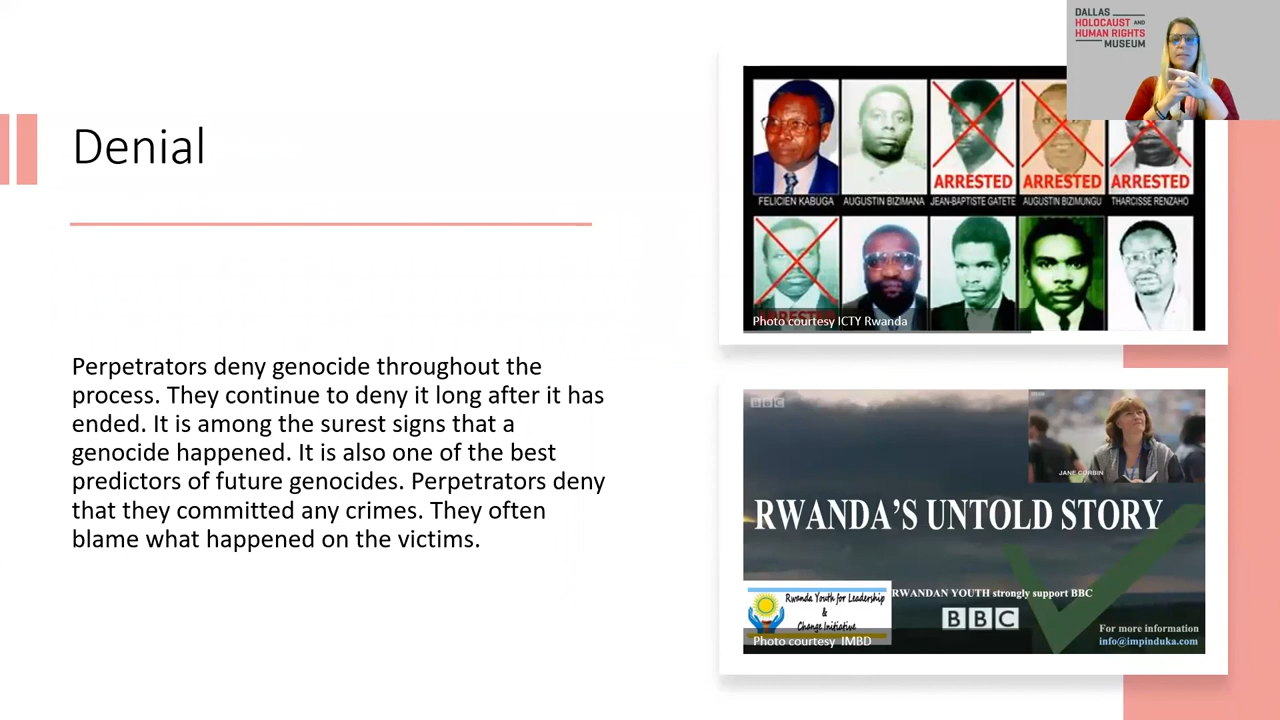 DALLAS
HOLOCAUST AND
HUMAN RIGHTS
MUSEUM
Denial
Perpetrators deny genocide throughout the
process. They continue to deny it long after it has
ended. It is among the surest signs that a
genocide happened. It is also one of the best
predictors of future genocides. Perpetrators deny
that they committed any crimes. They often
blame what happened on the victims.
ARRESTED ARRESTED ARRESTED
FELICIEN KABUGA AUGUSTIN BIZIMANA JEAN-BAPTISTE GATETE AUGUSTIN BIZIMUNGU THARCISSE RENZAHO
ARRESTED
Photo courtesy ICTY Rwanda
BBC
JANE CORBIN
RWANDA'S UNTOLD STORY
RWANDAN YOUTH strongly support BBC
Rwanda Youth for Leadership
&
Change Initiative
BBC
For more information
info@impinduka.com
Photo courtesy IMBD